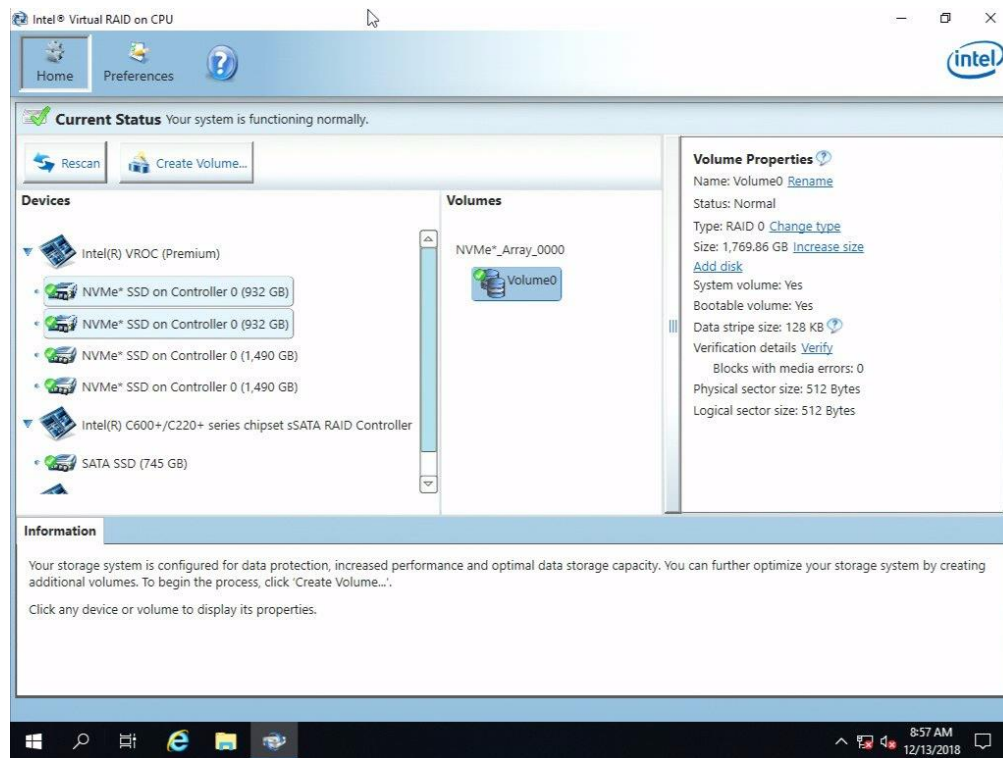 Intel® Virtual RAID on CPU
Home
Preferences
?
intel
Current Status Your system is functioning normally.
Rescan
Create Volume...
Devices
Intel(R) VROC (Premium)
NVMe* SSD on Controller 0 (932 GB)
NVMe* SSD on Controller 0 (932 GB)
NVMe* SSD on Controller 0 (1,490 GB)
NVMe* SSD on Controller 0 (1,490 GB)
Intel(R) C600+/C220+ series chipset sSATA RAID Controller
SATA SSD (745 GB)
Volumes
NVMe*_Array_0000
Volume0
Volume Properties ?
Name: Volume0 Rename
Status: Normal
Type: RAID 0 Change type
Size: 1,769.86 GB Increase size
Add disk
System volume: Yes
Bootable volume: Yes
Data stripe size: 128 KB ?
Verification details Verify
Blocks with media errors: 0
Physical sector size: 512 Bytes
Logical sector size: 512 Bytes
Information
Your storage system is configured for data protection, increased performance and optimal data storage capacity. You can further optimize your storage system by creating
additional volumes. To begin the process, click 'Create Volume...'.
Click any device or volume to display its properties.
8:57 AM
12/13/2018